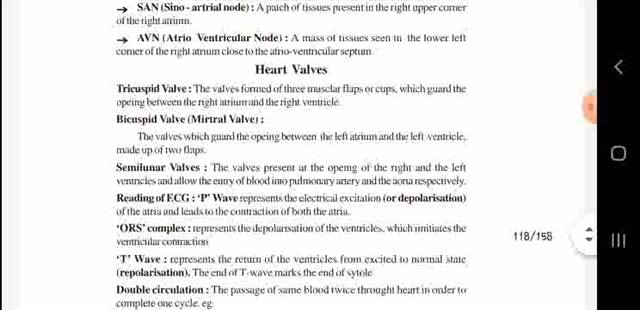 → SAN (Sino - artrial node) : A patch of tissues present in the right upper corner
of the right atrium.
→ AVN (Atrio Ventricular Node) : A mass of tissues seen in the lower left
corner of the right atrium close to the atrio-ventricular septum.
Heart Valves
Tricuspid Valve : The valves formed of three musclar flaps or cups, which guard the
opeing between the right atrium and the right ventricle.
Bicuspid Valve (Mirtral Valve) :
The valves which guard the opeing between the left atrium and the left ventricle,
made up of two flaps.
Semilunar Valves : The valves present at the openg of the right and the left
ventricles and allow the entry of blood into pulmonary artery and the aorta respectively.
Reading of ECG : 'P' Wave represents the electrical excitation (or depolarisation)
of the atria and leads to the contraction of both the atria.
'QRS' complex : represents the depolarisation of the ventricles, which initiates the
ventricular contraction
'T' Wave : represents the return of the ventricles from excited to normal state
(repolarisation). The end of T-wave marks the end of sytole
Double circulation : The passage of same blood twice throught heart in order to
complete one cycle. eg.
118/158